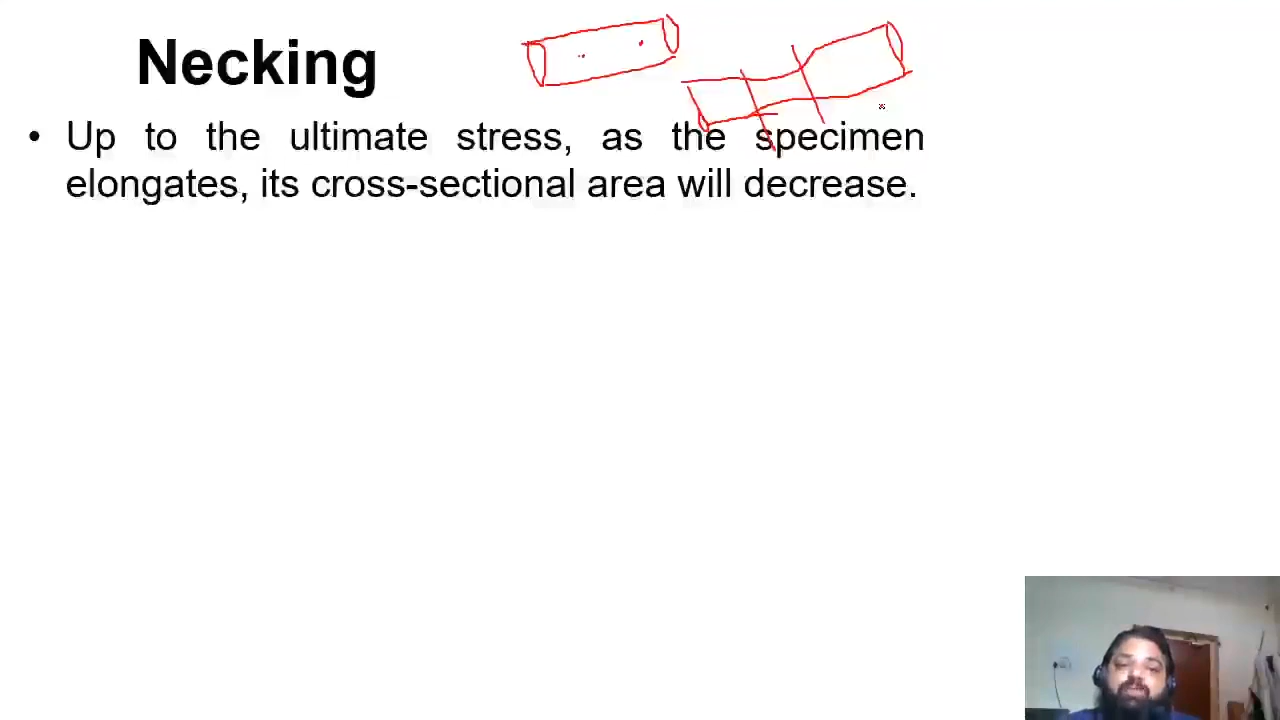 Necking
• Up to the ultimate stress, as the specimen
elongates, its cross-sectional area will decrease.